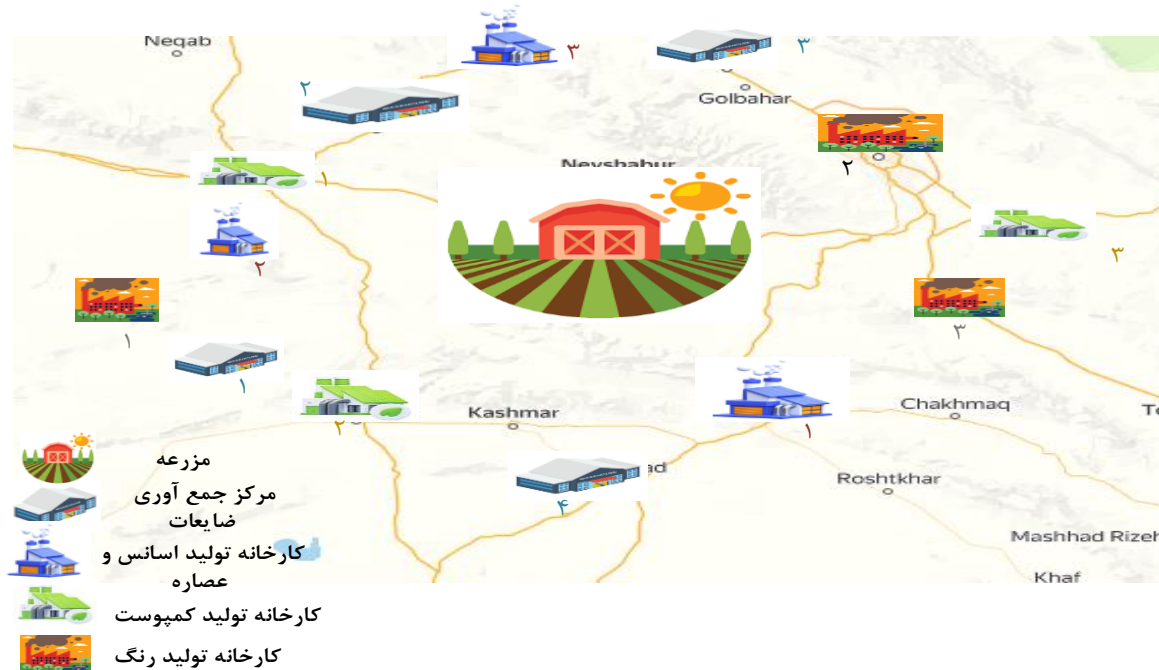 Neqab
۳
۳
۲
Golbahar
Neyshabur
۲
۱
۳
۲
۱
۳
۱
Chakhmaq
Kashmar
۲
۱
ad
Roshtkhar
۴
Mashhad Rizeh
Khaf
مزرعه
مرکز جمع آوری
ضایعات
کارخانه تولید اسانس و
عصاره
کارخانه تولید کمپوست
کارخانه تولید رنگ